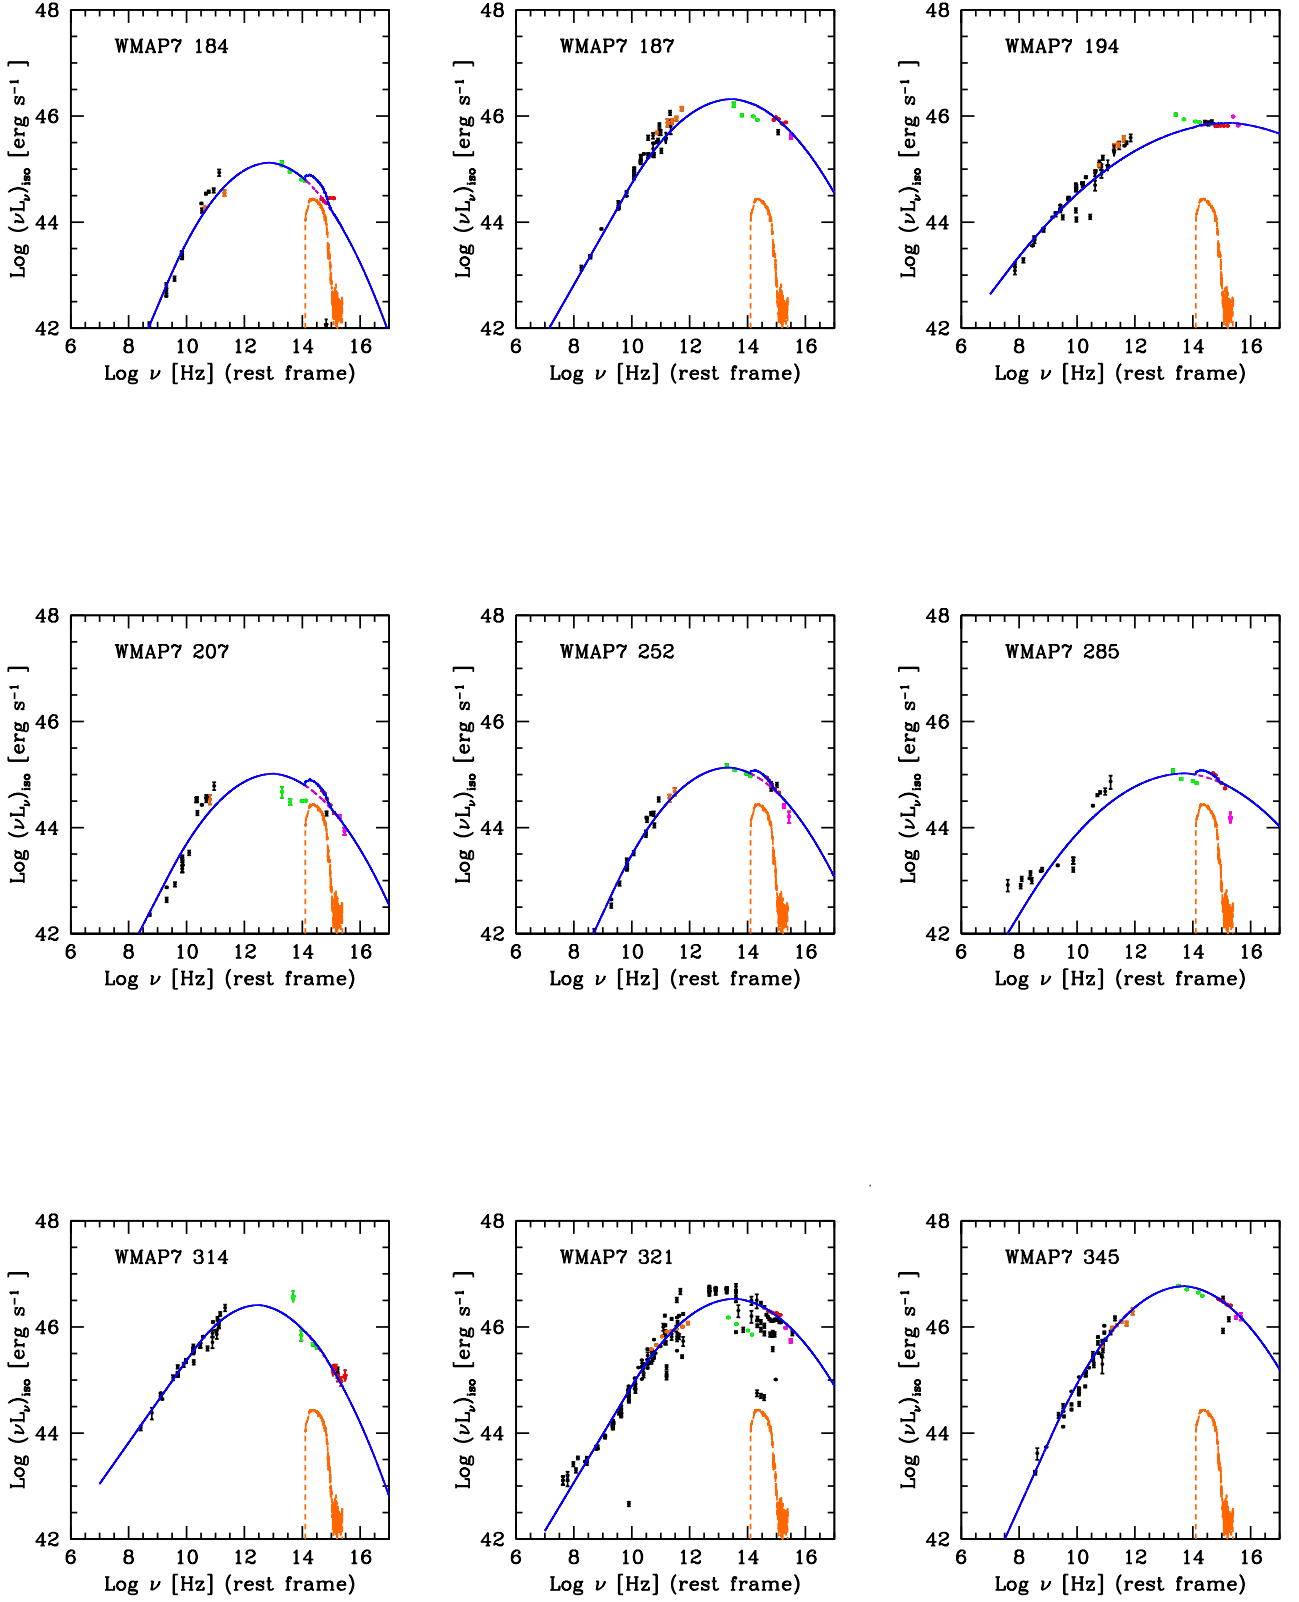 48
46
44
42
Log (νLν)iso [erg s⁻¹]
WMAP7 184
6 8 10 12 14 16
Log ν [Hz] (rest frame)
48
46
44
42
Log (νLν)iso [erg s⁻¹]
WMAP7 187
6 8 10 12 14 16
Log ν [Hz] (rest frame)
48
46
44
42
Log (νLν)iso [erg s⁻¹]
WMAP7 194
6 8 10 12 14 16
Log ν [Hz] (rest frame)
48
46
44
42
Log (νLν)iso [erg s⁻¹]
WMAP7 207
6 8 10 12 14 16
Log ν [Hz] (rest frame)
48
46
44
42
Log (νLν)iso [erg s⁻¹]
WMAP7 252
6 8 10 12 14 16
Log ν [Hz] (rest frame)
48
46
44
42
Log (νLν)iso [erg s⁻¹]
WMAP7 285
6 8 10 12 14 16
Log ν [Hz] (rest frame)
48
46
44
42
Log (νLν)iso [erg s⁻¹]
WMAP7 314
6 8 10 12 14 16
Log ν [Hz] (rest frame)
48
46
44
42
Log (νLν)iso [erg s⁻¹]
WMAP7 321
6 8 10 12 14 16
Log ν [Hz] (rest frame)
48
46
44
42
Log (νLν)iso [erg s⁻¹]
WMAP7 345
6 8 10 12 14 16
Log ν [Hz] (rest frame)